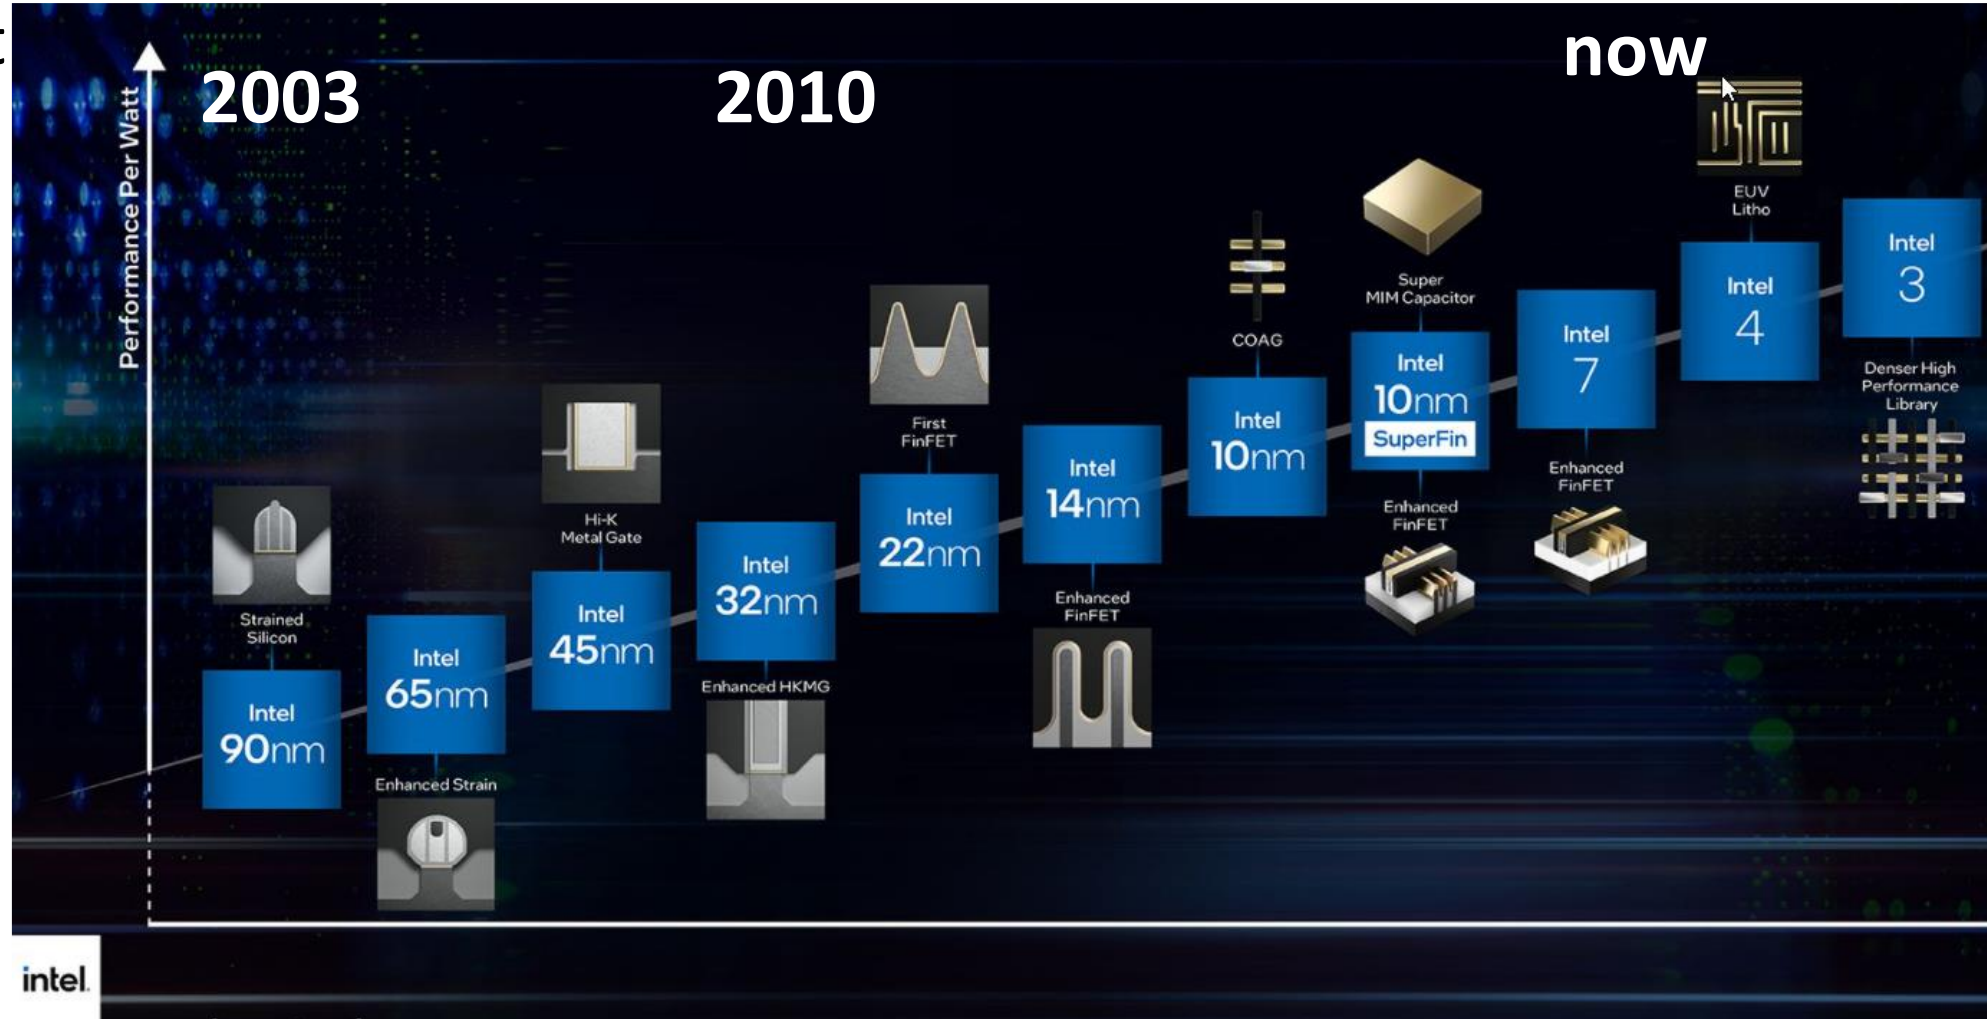 2003
2010
now
Performance Per Watt
Strained
Silicon
Intel
90nm
Intel
65nm
Enhanced Strain
Hi-K
Metal Gate
Intel
45nm
Intel
32nm
Enhanced HKMG
First
FinFET
Intel
22nm
Intel
14nm
Enhanced
FinFET
COAG
Intel
10nm
Super
MIM Capacitor
Intel
10nm
SuperFin
Enhanced
FinFET
Intel
7
Enhanced
FinFET
EUV
Litho
Intel
4
Intel
3
Denser High
Performance
Library
intel.